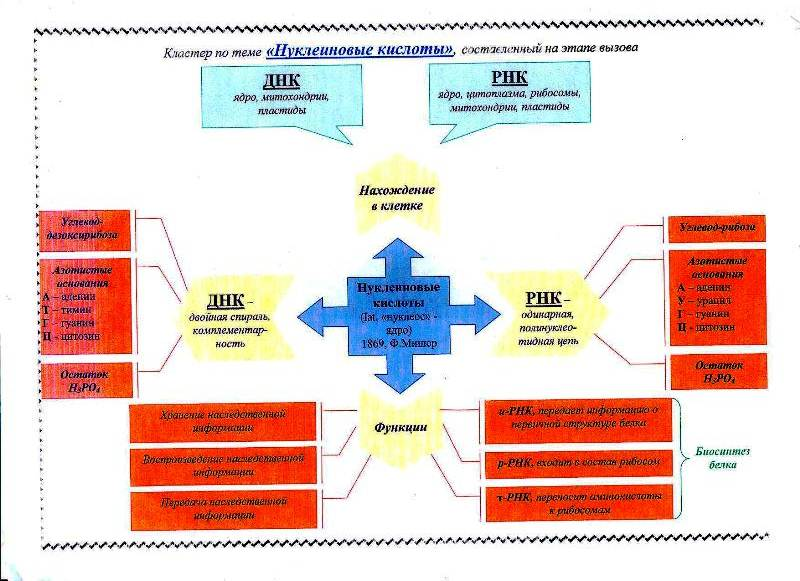 Кластер по теме «Нуклеиновые кислоты», составленный на этапе вызова
ДНК
ядро, митохондрии,
пластиды
РНК
ядро, цитоплазма, рибосомы,
митохондрии, пластиды
Нахождение
в клетке
Углевод-
дезоксирибоза
Азотистые
основания
А – аденин
Т – тимин
Г – гуанин
Ц - цитозин
Остаток
H3PO4
ДНК –
двойная спираль,
комплементар-
ность
Нуклеиновые
кислоты
(lat. «нуклеос» -
ядро)
1869, Ф.Мишер
РНК –
одинарная,
полинуклео-
тидная цепь
Углевод-рибоза
Азотистые
основания
А – аденин
У – урацил
Г – гуанин
Ц – цитозин
Остаток
H3PO4
Функции
Хранение наследственной
информации
Воспроизведение наследственной
информации
Передача наследственной
информации
и-РНК, передает информацию о
первичной структуре белка
р-РНК, входит в состав рибосом
т-РНК, переносит аминокислоты
к рибосомам
Биосинтез
белка